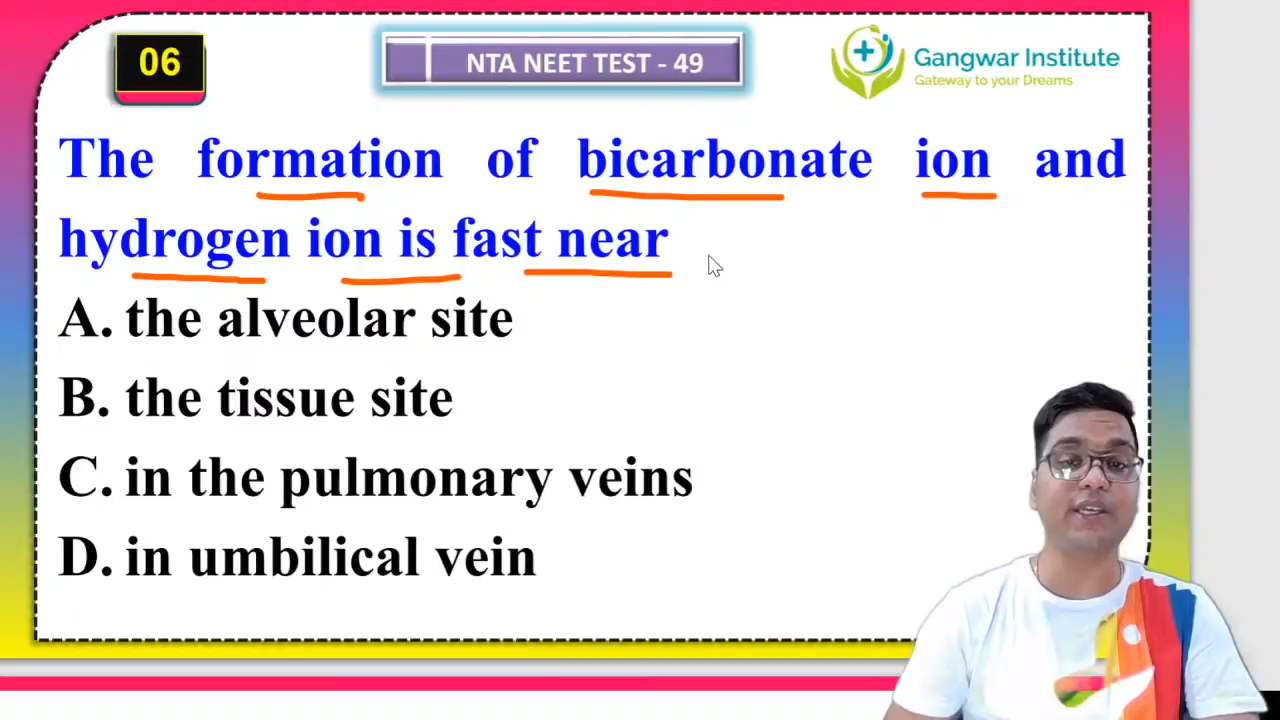 06
NTA NEET TEST - 49
Gangwar Institute
Gateway to your Dreams
The formation of bicarbonate ion and
hydrogen ion is fast near
A. the alveolar site
B. the tissue site
C. in the pulmonary veins
D. in umbilical vein